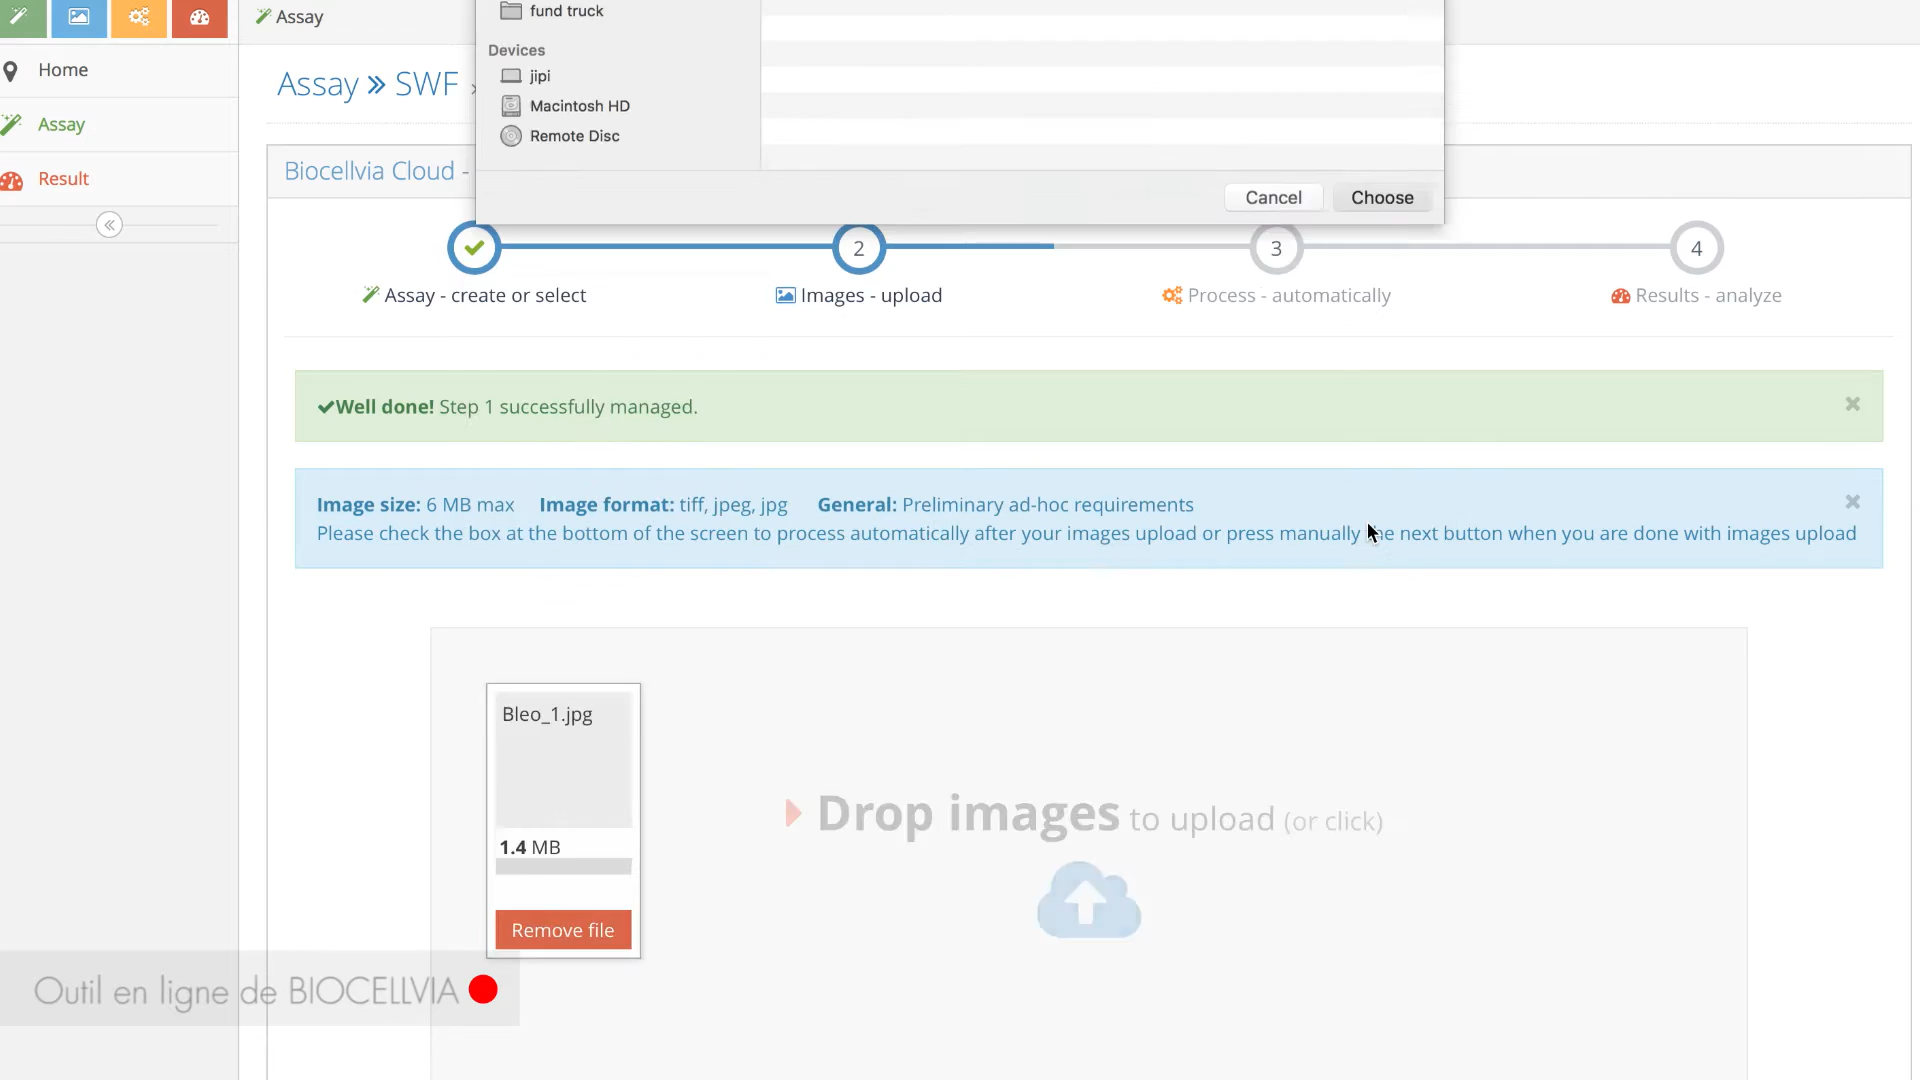 Assay
fund truck
Devices
jipi
Macintosh HD
Remote Disc
Cancel
Choose
Home
Assay
Result
Assay » SWF
Biocellvia Cloud -
2
3
4
Assay - create or select
Images - upload
Process - automatically
Results - analyze
Well done! Step 1 successfully managed.
Image size: 6 MB max Image format: tiff, jpeg, jpg General: Preliminary ad-hoc requirements
Please check the box at the bottom of the screen to process automatically after your images upload or press manually the next button when you are done with images upload
Bleo_1.jpg
1.4 MB
Remove file
Drop images to upload (or click)
Outil en ligne de BIOCELLVIA